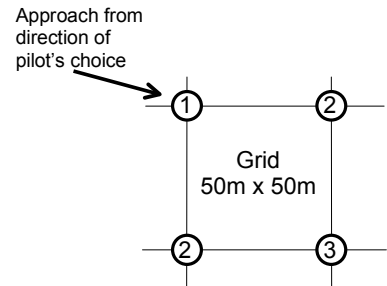 Approach from
direction of
pilot's choice
1
2
Grid
50m x 50m
2
3